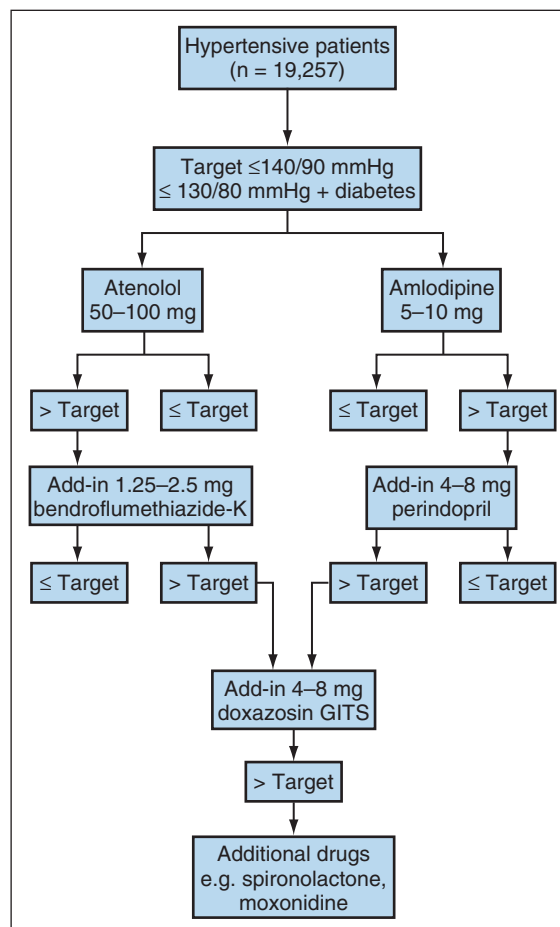 Hypertensive patients
(n = 19,257)
Target ≤140/90 mmHg
≤ 130/80 mmHg + diabetes
Atenolol
50–100 mg
Amlodipine
5–10 mg
> Target
≤ Target
≤ Target
> Target
Add-in 1.25–2.5 mg
bendroflumethiazide-K
Add-in 4–8 mg
perindopril
≤ Target
> Target
> Target
≤ Target
Add-in 4–8 mg
doxazosin GITS
> Target
Additional drugs
e.g. spironolactone,
moxonidine